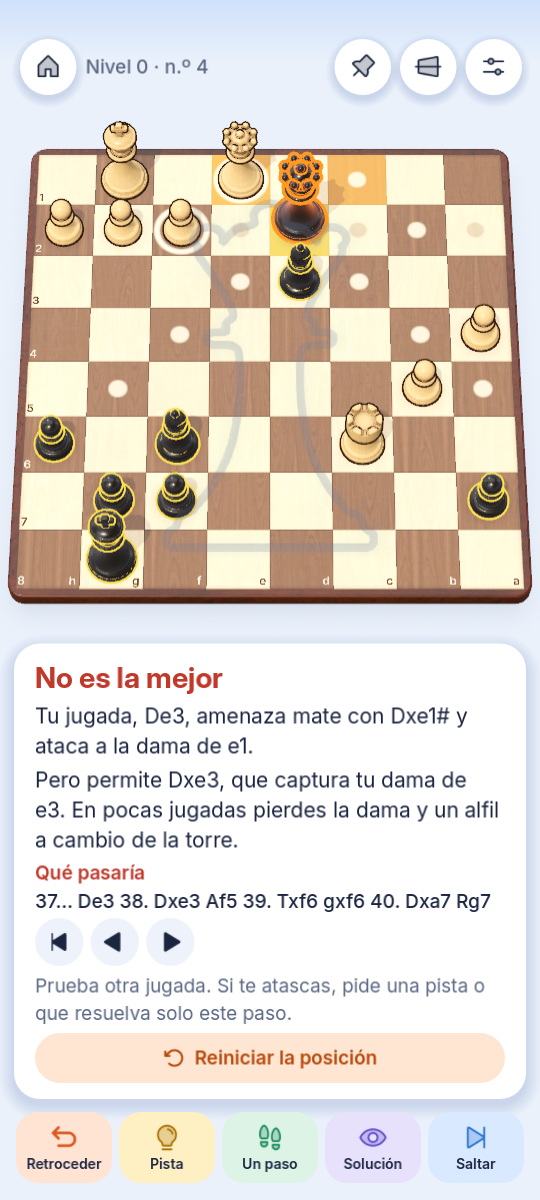 Nivel 0 · n.º 4
1
2
3
4
5
6
7
8 h g f e d c b a
No es la mejor
Tu jugada, De3, amenaza mate con Dxe1# y
ataca a la dama de e1.
Pero permite Dxe3, que captura tu dama de
e3. En pocas jugadas pierdes la dama y un alfil
a cambio de la torre.
Qué pasaría
37... De3 38. Dxe3 Af5 39. Txf6 gxf6 40. Dxa7 Rg7
Prueba otra jugada. Si te atascas, pide una pista o
que resuelva solo este paso.
Reiniciar la posición
Retroceder
Pista
Un paso
Solución
Saltar